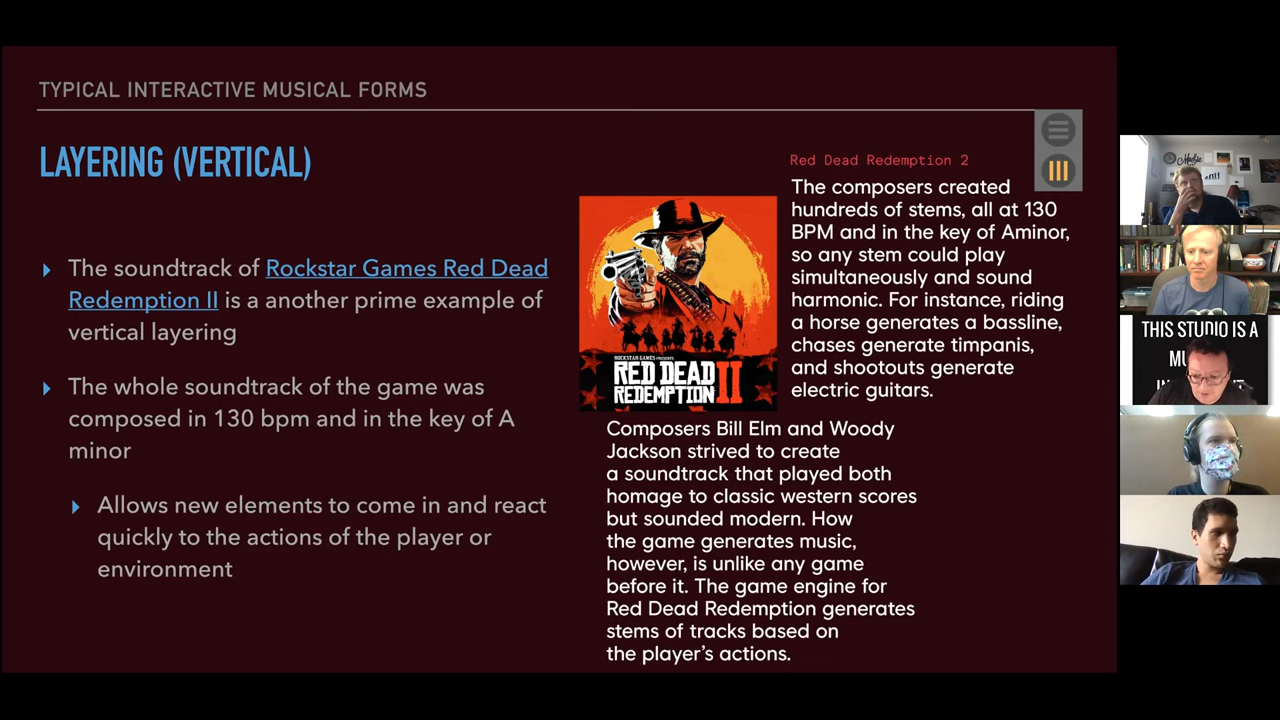 TYPICAL INTERACTIVE MUSICAL FORMS
LAYERING (VERTICAL)
The soundtrack of Rockstar Games Red Dead
Redemption II is a another prime example of
vertical layering
The whole soundtrack of the game was
composed in 130 bpm and in the key of A
minor
Allows new elements to come in and react
quickly to the actions of the player or
environment
ROCKSTAR GAMES PRESENTS
RED DEAD
REDEMPTION II
Red Dead Redemption 2
The composers created
hundreds of stems, all at 130
BPM and in the key of Aminor,
so any stem could play
simultaneously and sound
harmonic. For instance, riding
a horse generates a bassline,
chases generate timpanis,
and shootouts generate
electric guitars.
Composers Bill Elm and Woody
Jackson strived to create
a soundtrack that played both
homage to classic western scores
but sounded modern. How
the game generates music,
however, is unlike any game
before it. The game engine for
Red Dead Redemption generates
stems of tracks based on
the player's actions.
THIS STUDIO IS A